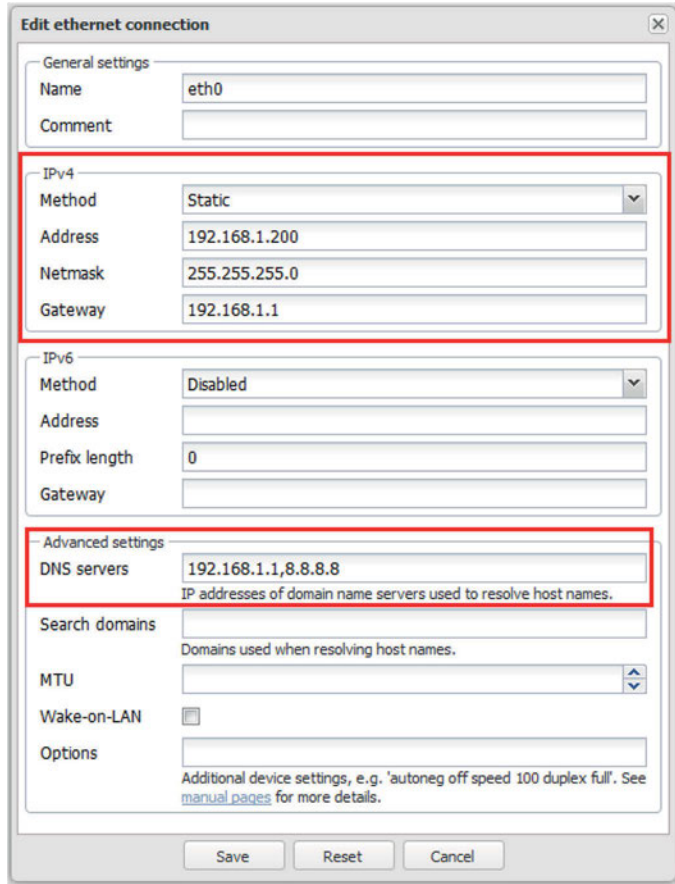 Edit ethernet connection
General settings
Name eth0
Comment
IPv4
Method Static
Address 192.168.1.200
Netmask 255.255.255.0
Gateway 192.168.1.1
IPv6
Method Disabled
Address
Prefix length 0
Gateway
Advanced settings
DNS servers 192.168.1.1,8.8.8.8
IP addresses of domain name servers used to resolve host names.
Search domains
Domains used when resolving host names.
MTU
Wake-on-LAN
Options
Additional device settings, e.g. 'autoneg off speed 100 duplex full'. See
manual pages for more details.
Save Reset Cancel